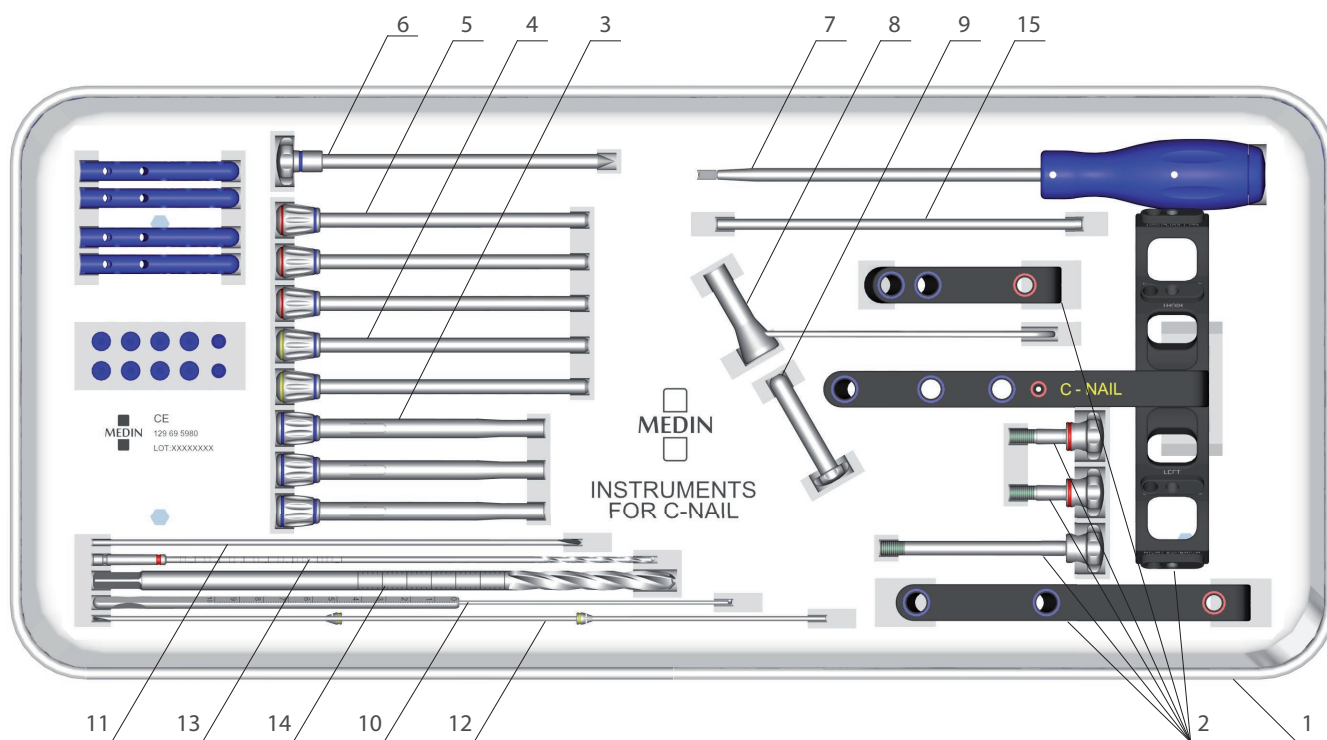 6
5
4
3
7
8
9
15
C - NAIL
RIGHT
LEFT
MEDIN
CE
129 69 5980
LOT:XXXXXXXX
MEDIN
INSTRUMENTS
FOR C-NAIL
11
13
14
10
12
2
1